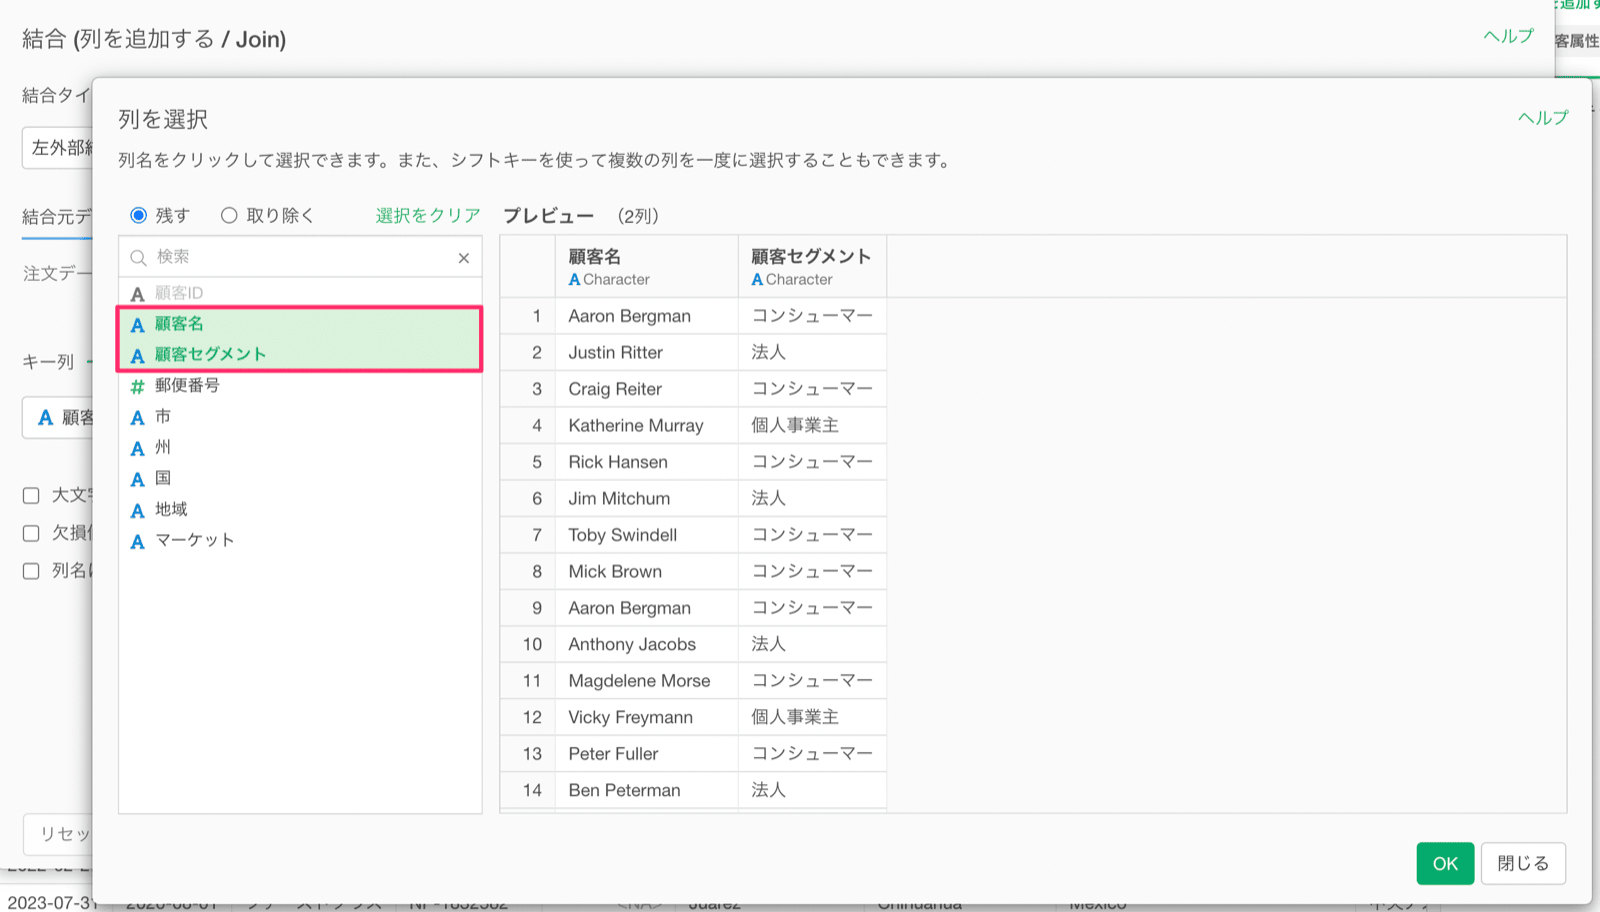 を追加す
結合 (列を追加する / Join)
ヘルプ
客属性
結合タイ
左外部結
結合元デ
注文デー
キー列
A 顧客
大文字
欠損
列名
リセッ
列を選択
ヘルプ
列名をクリックして選択できます。また、シフトキーを使って複数の列を一度に選択することもできます。
残す 取り除く 選択をクリア
検索 ×
A 顧客ID
A 顧客名
A 顧客セグメント
# 郵便番号
A 市
A 州
A 国
A 地域
A マーケット
プレビュー (2列)
顧客名 顧客セグメント
A Character A Character
1 Aaron Bergman コンシューマー
2 Justin Ritter 法人
3 Craig Reiter コンシューマー
4 Katherine Murray 個人事業主
5 Rick Hansen コンシューマー
6 Jim Mitchum 法人
7 Toby Swindell コンシューマー
8 Mick Brown コンシューマー
9 Aaron Bergman コンシューマー
10 Anthony Jacobs 法人
11 Magdelene Morse コンシューマー
12 Vicky Freymann 個人事業主
13 Peter Fuller コンシューマー
14 Ben Peterman 法人
OK 閉じる
2023-07-31 Juarez Chihuahua Mexico